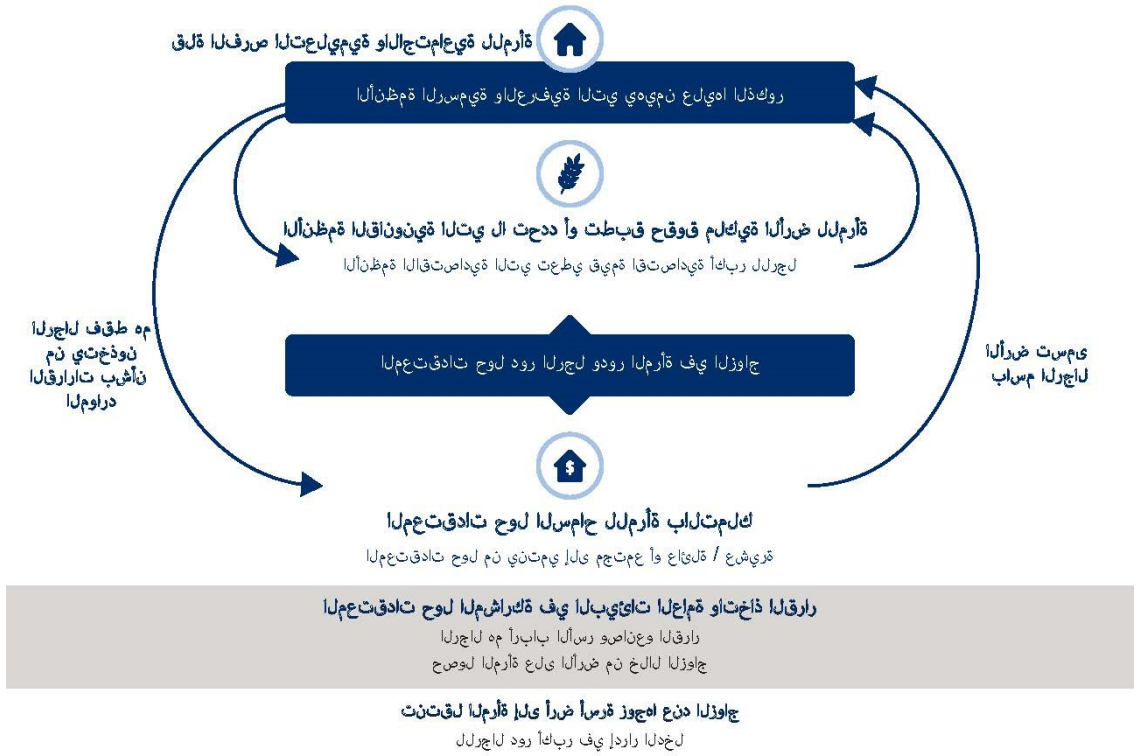 قلة الفرص التعليمية والاجتماعية للمرأة
الأنظمة الرسمية والعرفية التي يهيمن عليها الذكور
الأنظمة القانونية التي لا تحدد أو تطبق حقوق ملكية الأرض للمرأة
الأنظمة الاقتصادية التي تعطي قيمة اقتصادية أكبر للرجل
الرجال فقط هم
من يتخذون
القرارات بشأن
الموارد
المعتقدات حول دور الرجل ودور المرأة في الزواج
الأرض تسمى
باسم الرجال
المعتقدات حول السماح للمرأة بالتملك
المعتقدات حول من ينتمي إلى مجتمع أو عائلة / عشيرة
المعتقدات حول المشاركة في البيئات العامة واتخاذ القرار
الرجال هم أرباب الأسر وصانعو القرار
حصول المرأة على الأرض من خلال الزواج
تنتقل المرأة إلى أرض أسرة زوجها عند الزواج
للرجال دور أكبر في إدرار الدخل